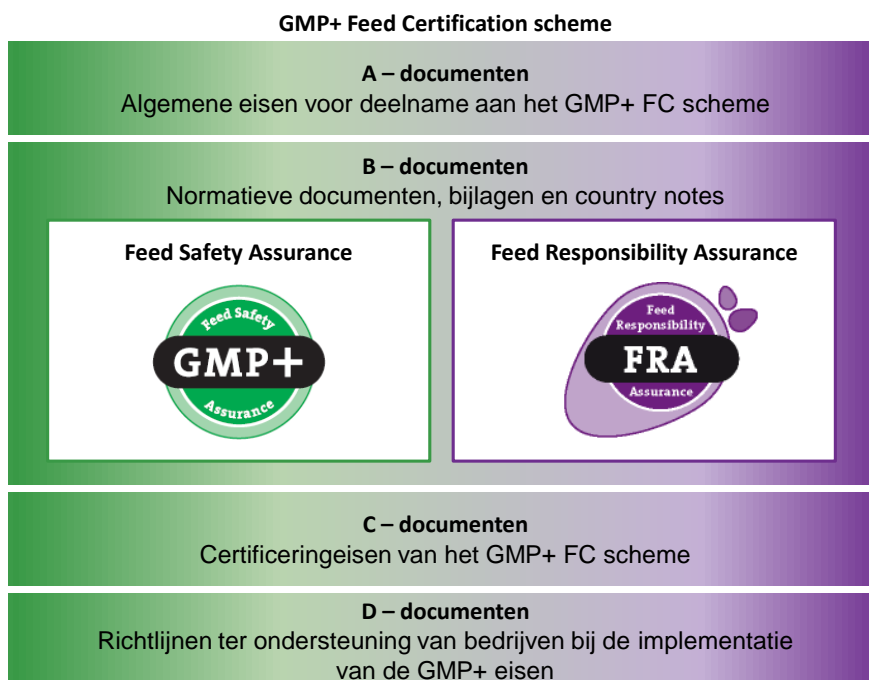 GMP+ Feed Certification scheme
A – documenten
Algemene eisen voor deelname aan het GMP+ FC scheme
B – documenten
Normatieve documenten, bijlagen en country notes
Feed Safety Assurance
Feed Safety
GMP+
Assurance
Feed Responsibility Assurance
Feed
Responsibility
FRA
Assurance
C – documenten
Certificeringeisen van het GMP+ FC scheme
D – documenten
Richtlijnen ter ondersteuning van bedrijven bij de implementatie
van de GMP+ eisen